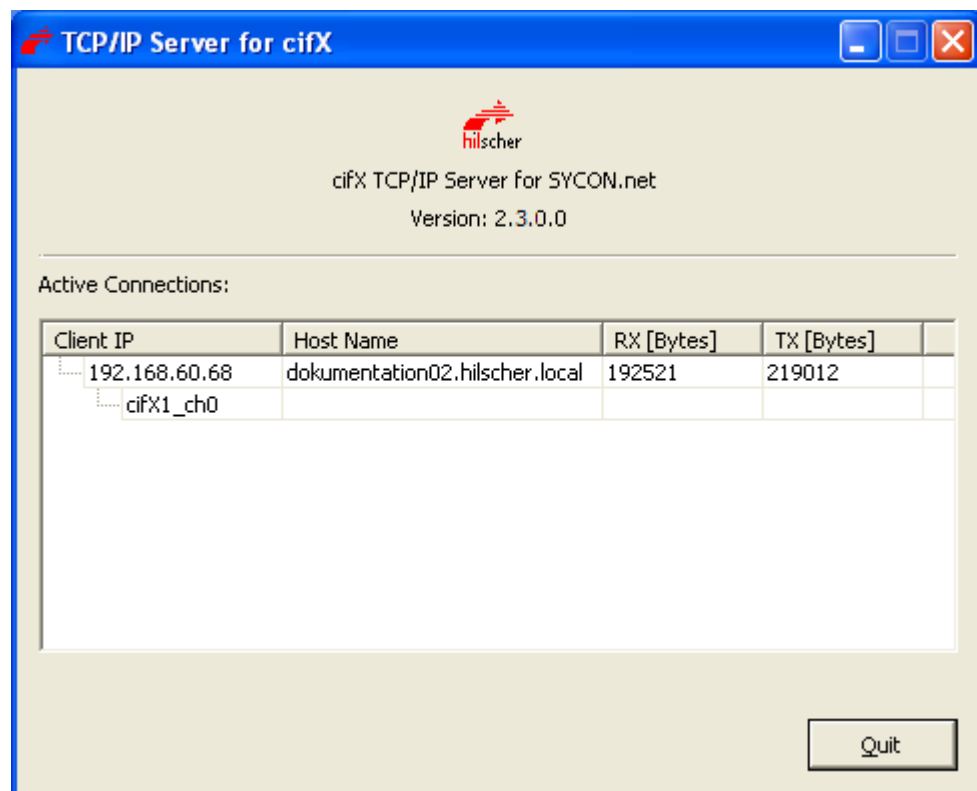 TCP/IP Server for cifX
hilscher
cifX TCP/IP Server for SYCON.net
Version: 2.3.0.0
Active Connections:
Client IP Host Name RX [Bytes] TX [Bytes]
192.168.60.68 dokumentation02.hilscher.local 192521 219012
cifX1_ch0
Quit